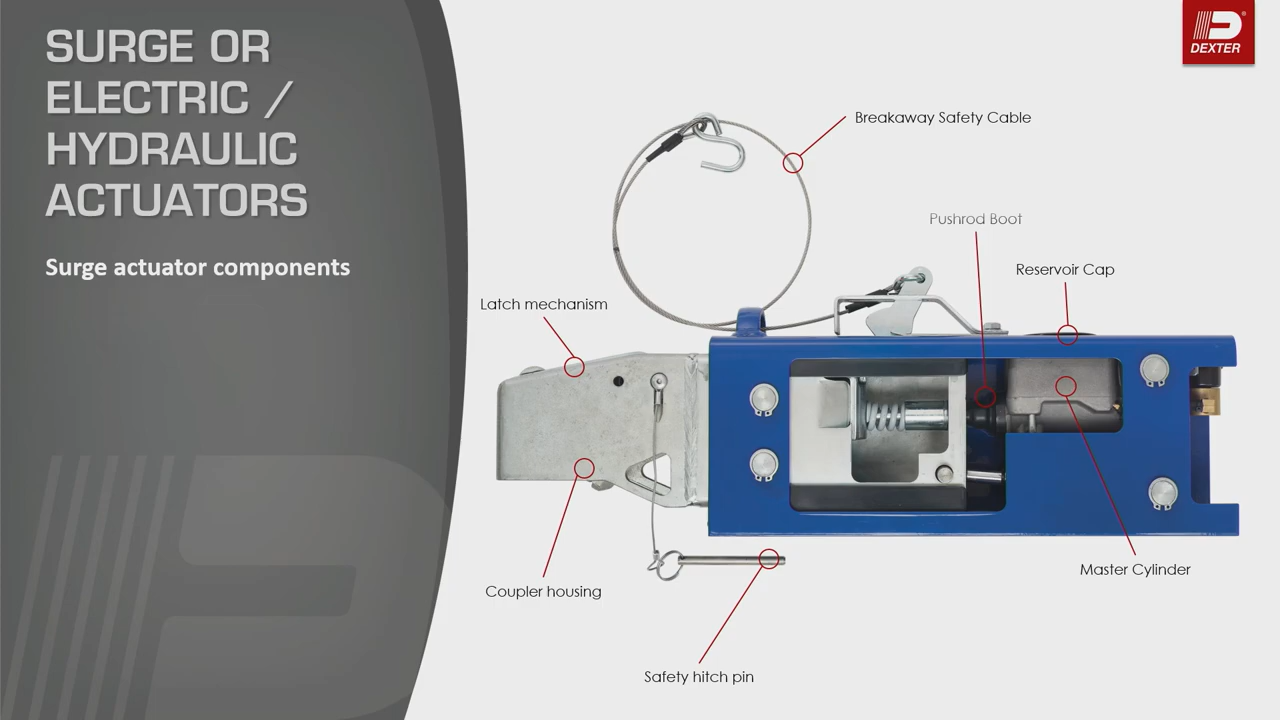 SURGE OR
ELECTRIC /
HYDRAULIC
ACTUATORS
Surge actuator components
DEXTER
Breakaway Safety Cable
Pushrod Boot
Reservoir Cap
Latch mechanism
Coupler housing
Master Cylinder
Safety hitch pin